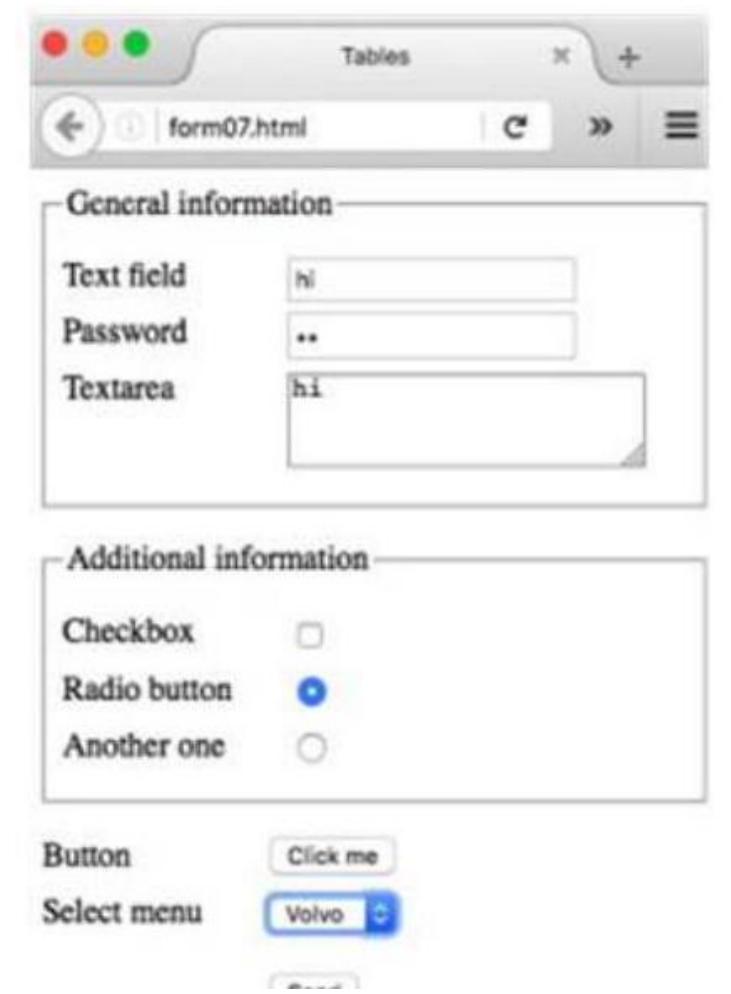 Tables
form07.html
General information
Text field hi
Password
Textarea hi
Additional information
Checkbox
Radio button
Another one
Button Click me
Select menu Volvo